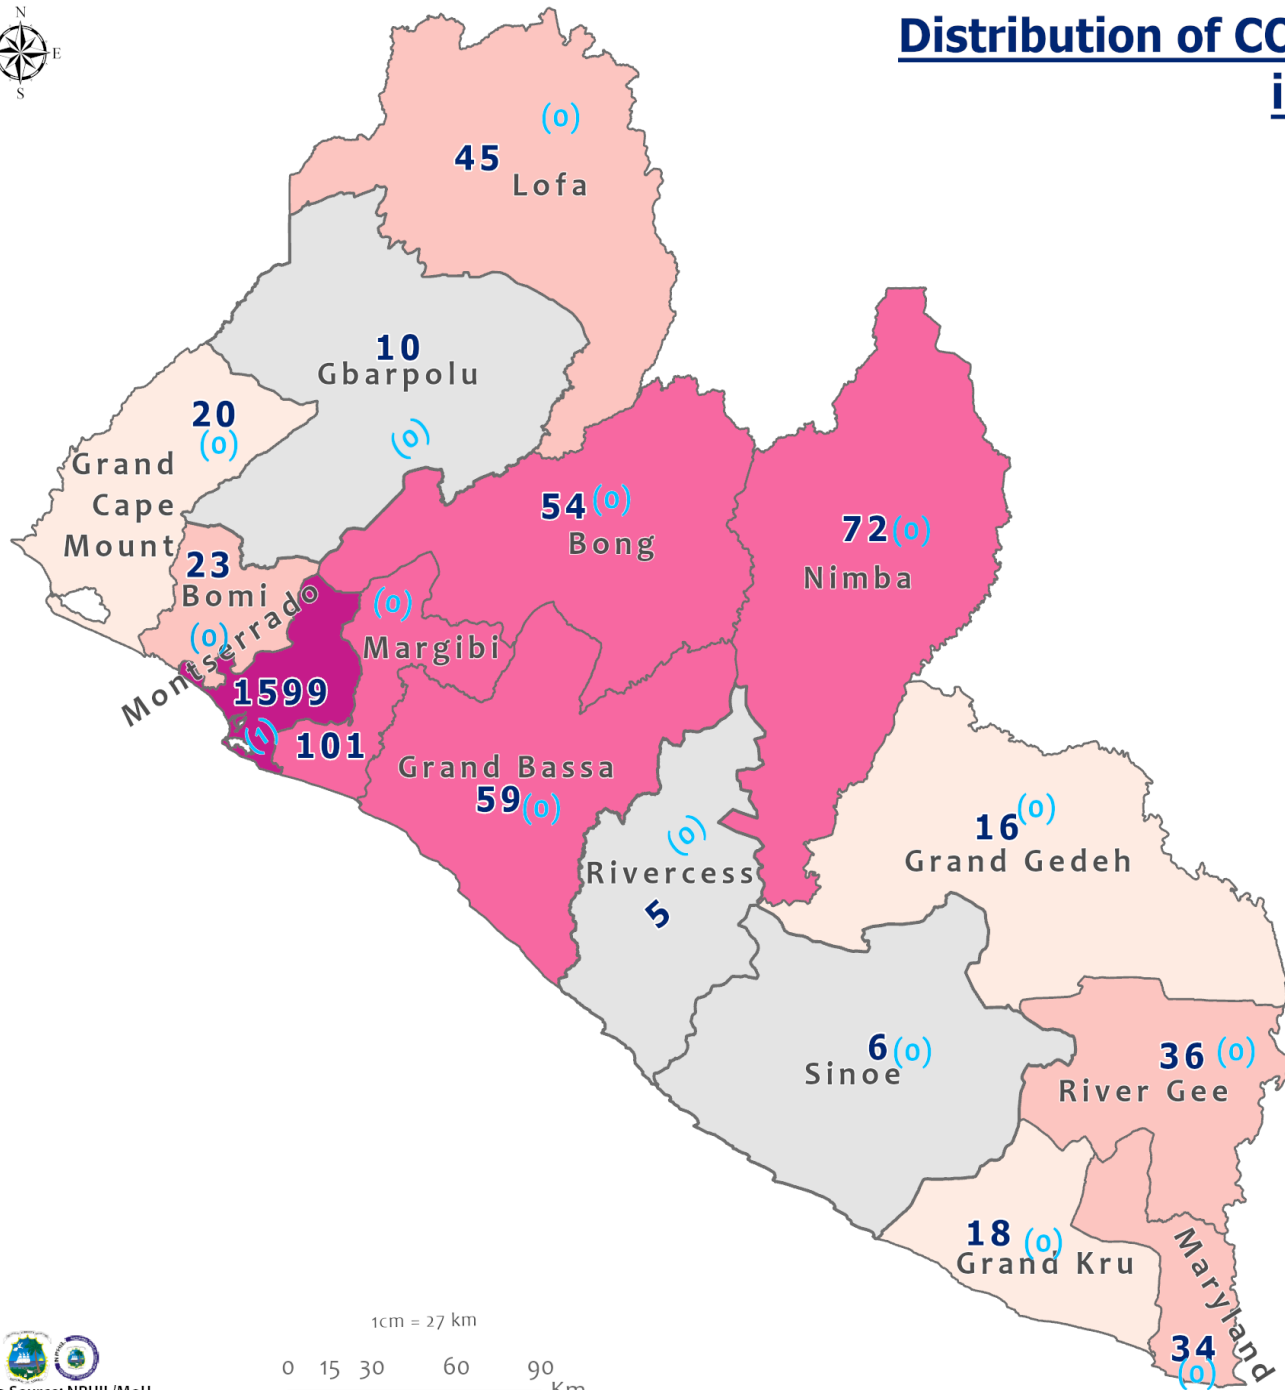 N
E
S
Distribution of CO
i
(0)
45
Lofa
10
Gbarpolu
(0)
20
(0)
Grand
Cape
Mount
54 (0)
Bong
72 (0)
Nimba
23
Bomi
(0)
Montserrado
1599
(1)
(0)
Margibi
101
Grand Bassa
59 (0)
(0)
Rivercess
5
16 (0)
Grand Gedeh
6 (0)
Sinoe
36 (0)
River Gee
18 (0)
Grand Kru
Maryland
34
(0)
1cm = 27 km
0 15 30 60 90
Km
Source: NPHIL/MoH